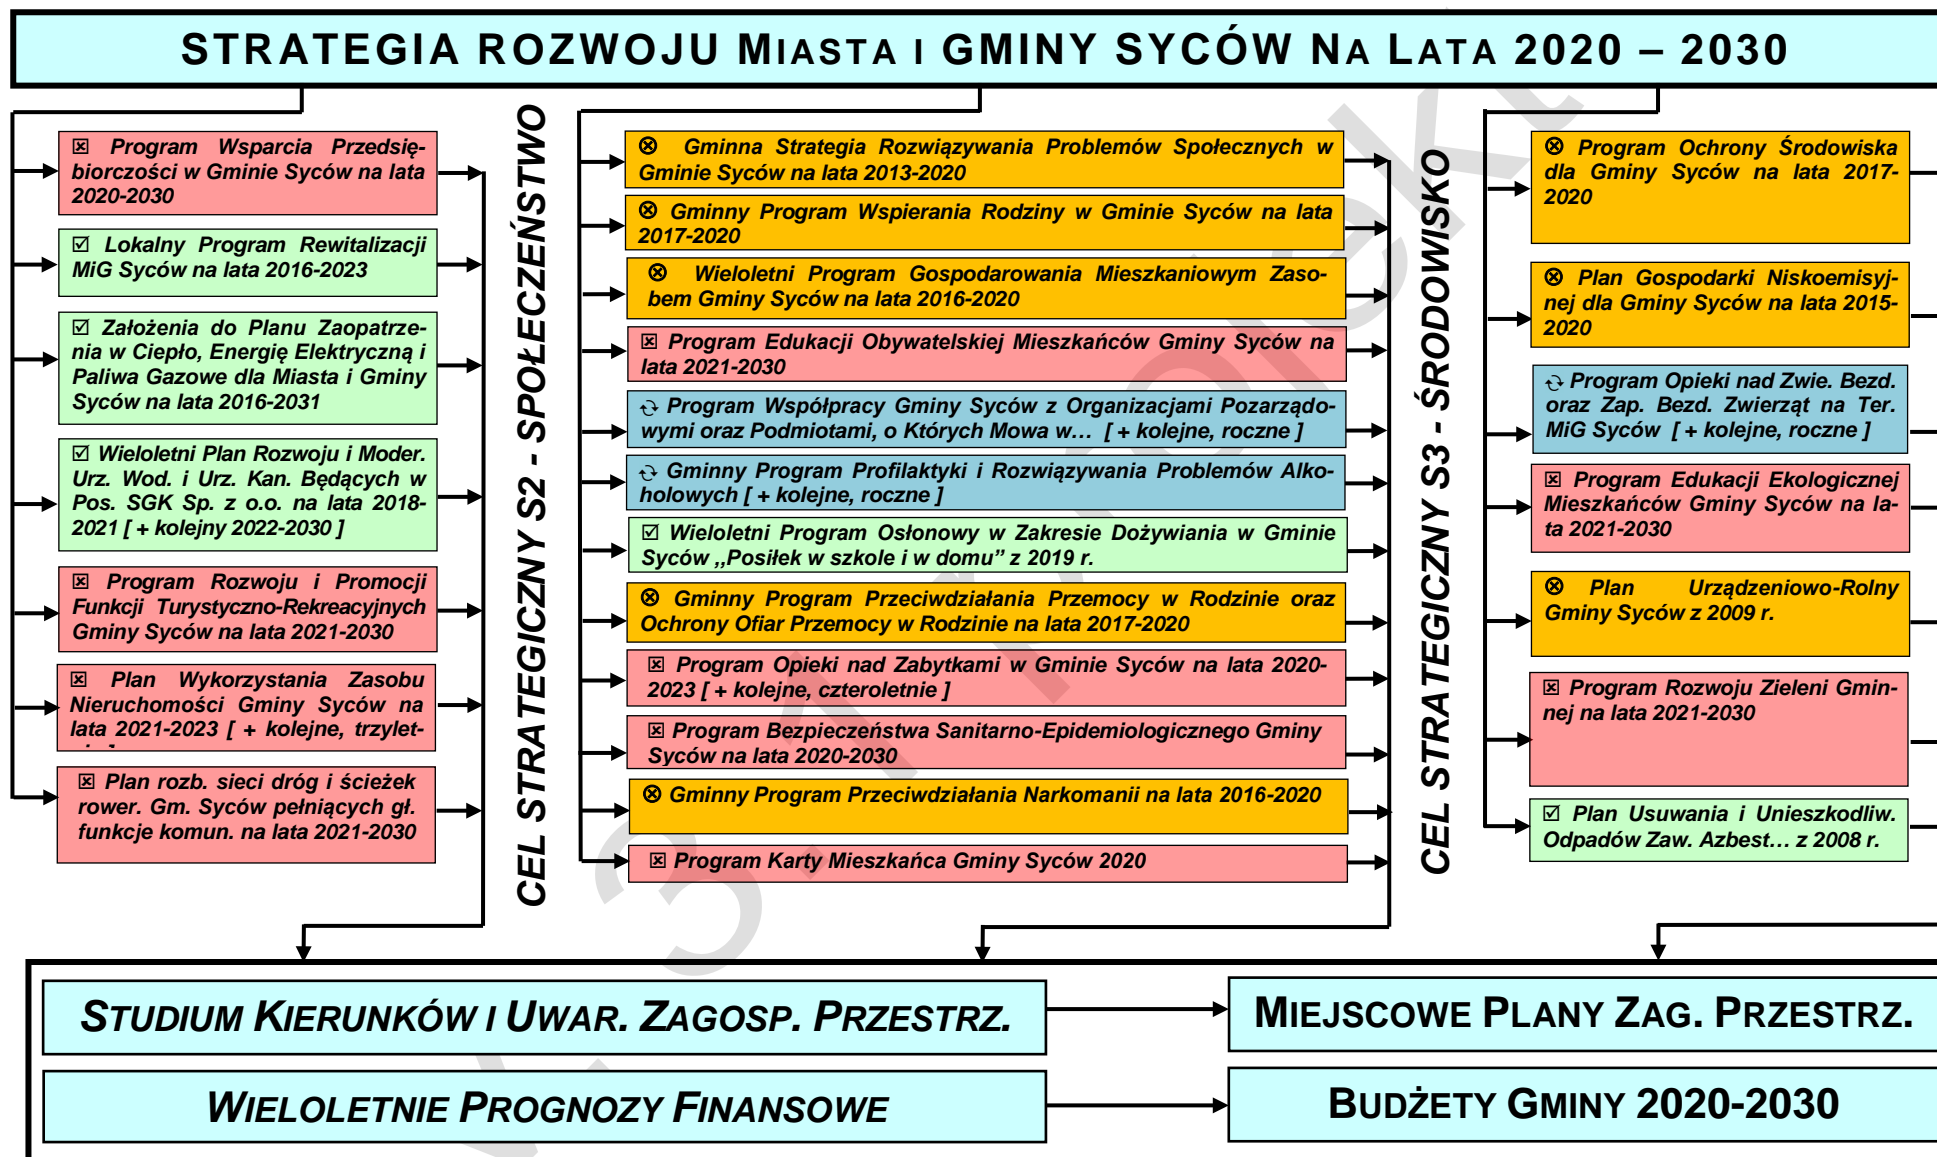 STRATEGIA ROZWOJU MIASTA I GMINY SYCÓW NA LATA 2020 – 2030
☒ Program Wsparcia Przedsię-
biorczości w Gminie Syców na lata
2020-2030
☑ Lokalny Program Rewitalizacji
MiG Syców na lata 2016-2023
☑ Założenia do Planu Zaopatrze-
nia w Ciepło, Energię Elektryczną i
Paliwa Gazowe dla Miasta i Gminy
Syców na lata 2016-2031
☑ Wieloletni Plan Rozwoju i Moder.
Urz. Wod. i Urz. Kan. Będących w
Pos. SGK Sp. z o.o. na lata 2018-
2021 [ + kolejny 2022-2030 ]
☒ Program Rozwoju i Promocji
Funkcji Turystyczno-Rekreacyjnych
Gminy Syców na lata 2021-2030
☒ Plan Wykorzystania Zasobu
Nieruchomości Gminy Syców na
lata 2021-2023 [ + kolejne, trzylet-
☒ Plan rozb. sieci dróg i ścieżek
rower. Gm. Syców pełniących gł.
funkcje komun. na lata 2021-2030
CEL STRATEGICZNY S2 - SPOŁECZEŃSTWO
⊗ Gminna Strategia Rozwiązywania Problemów Społecznych w
Gminie Syców na lata 2013-2020
⊗ Gminny Program Wspierania Rodziny w Gminie Syców na lata
2017-2020
⊗ Wieloletni Program Gospodarowania Mieszkaniowym Zaso-
bem Gminy Syców na lata 2016-2020
☒ Program Edukacji Obywatelskiej Mieszkańców Gminy Syców na
lata 2021-2030
Program Współpracy Gminy Syców z Organizacjami Pozarządo-
wymi oraz Podmiotami, o Których Mowa w… [ + kolejne, roczne ]
Gminny Program Profilaktyki i Rozwiązywania Problemów Alko-
holowych [ + kolejne, roczne ]
☑ Wieloletni Program Osłonowy w Zakresie Dożywiania w Gminie
Syców ,,Posiłek w szkole i w domu” z 2019 r.
⊗ Gminny Program Przeciwdziałania Przemocy w Rodzinie oraz
Ochrony Ofiar Przemocy w Rodzinie na lata 2017-2020
☒ Program Opieki nad Zabytkami w Gminie Syców na lata 2020-
2023 [ + kolejne, czteroletnie ]
☒ Program Bezpieczeństwa Sanitarno-Epidemiologicznego Gminy
Syców na lata 2020-2030
⊗ Gminny Program Przeciwdziałania Narkomanii na lata 2016-2020
☒ Program Karty Mieszkańca Gminy Syców 2020
CEL STRATEGICZNY S3 - ŚRODOWISKO
⊗ Program Ochrony Środowiska
dla Gminy Syców na lata 2017-
2020
⊗ Plan Gospodarki Niskoemisyj-
nej dla Gminy Syców na lata 2015-
2020
Program Opieki nad Zwie. Bezd.
oraz Zap. Bezd. Zwierząt na Ter.
MiG Syców [ + kolejne, roczne ]
☒ Program Edukacji Ekologicznej
Mieszkańców Gminy Syców na la-
ta 2021-2030
⊗ Plan Urządzeniowo-Rolny
Gminy Syców z 2009 r.
☒ Program Rozwoju Zieleni Gmin-
nej na lata 2021-2030
☑ Plan Usuwania i Unieszkodliw.
Odpadów Zaw. Azbest… z 2008 r.
STUDIUM KIERUNKÓW I UWAR. ZAGOSP. PRZESTRZ.
MIEJSCOWE PLANY ZAG. PRZESTRZ.
WIELOLETNIE PROGNOZY FINANSOWE
BUDŻETY GMINY 2020-2030